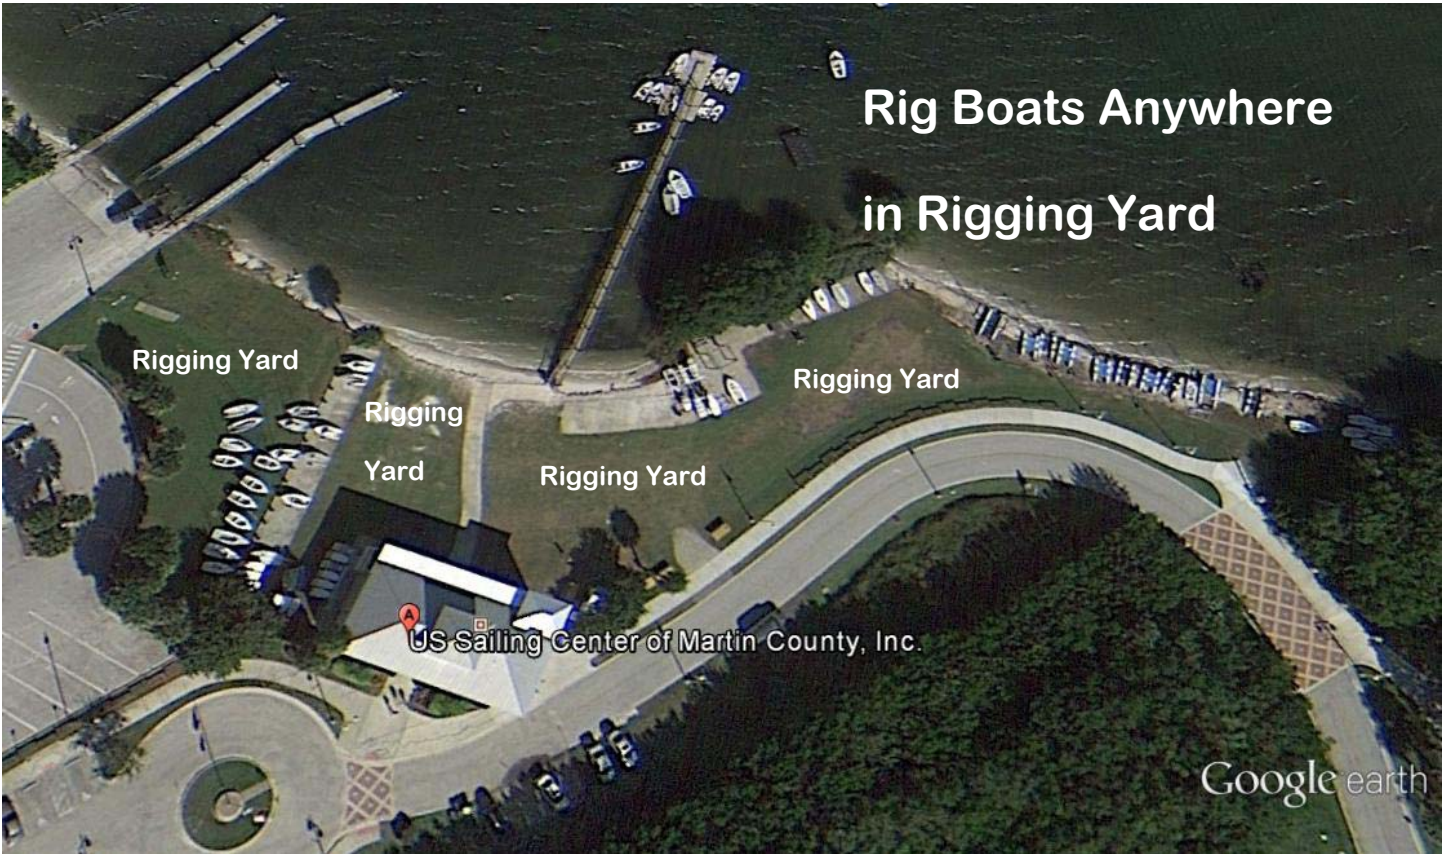 Rig Boats Anywhere
in Rigging Yard
Rigging Yard
Rigging
Yard
Rigging Yard
Rigging Yard
A
US Sailing Center of Martin County, Inc.
Google earth